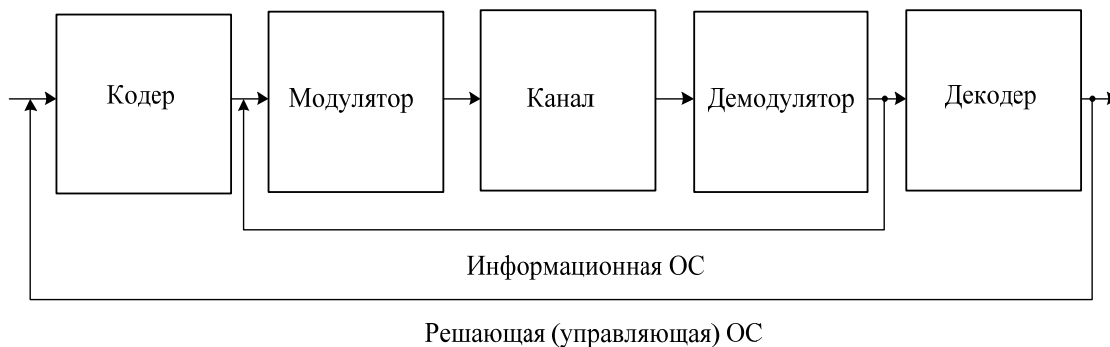 Кодер
Модулятор
Канал
Демодулятор
Декодер
Информационная ОС
Решающая (управляющая) ОС